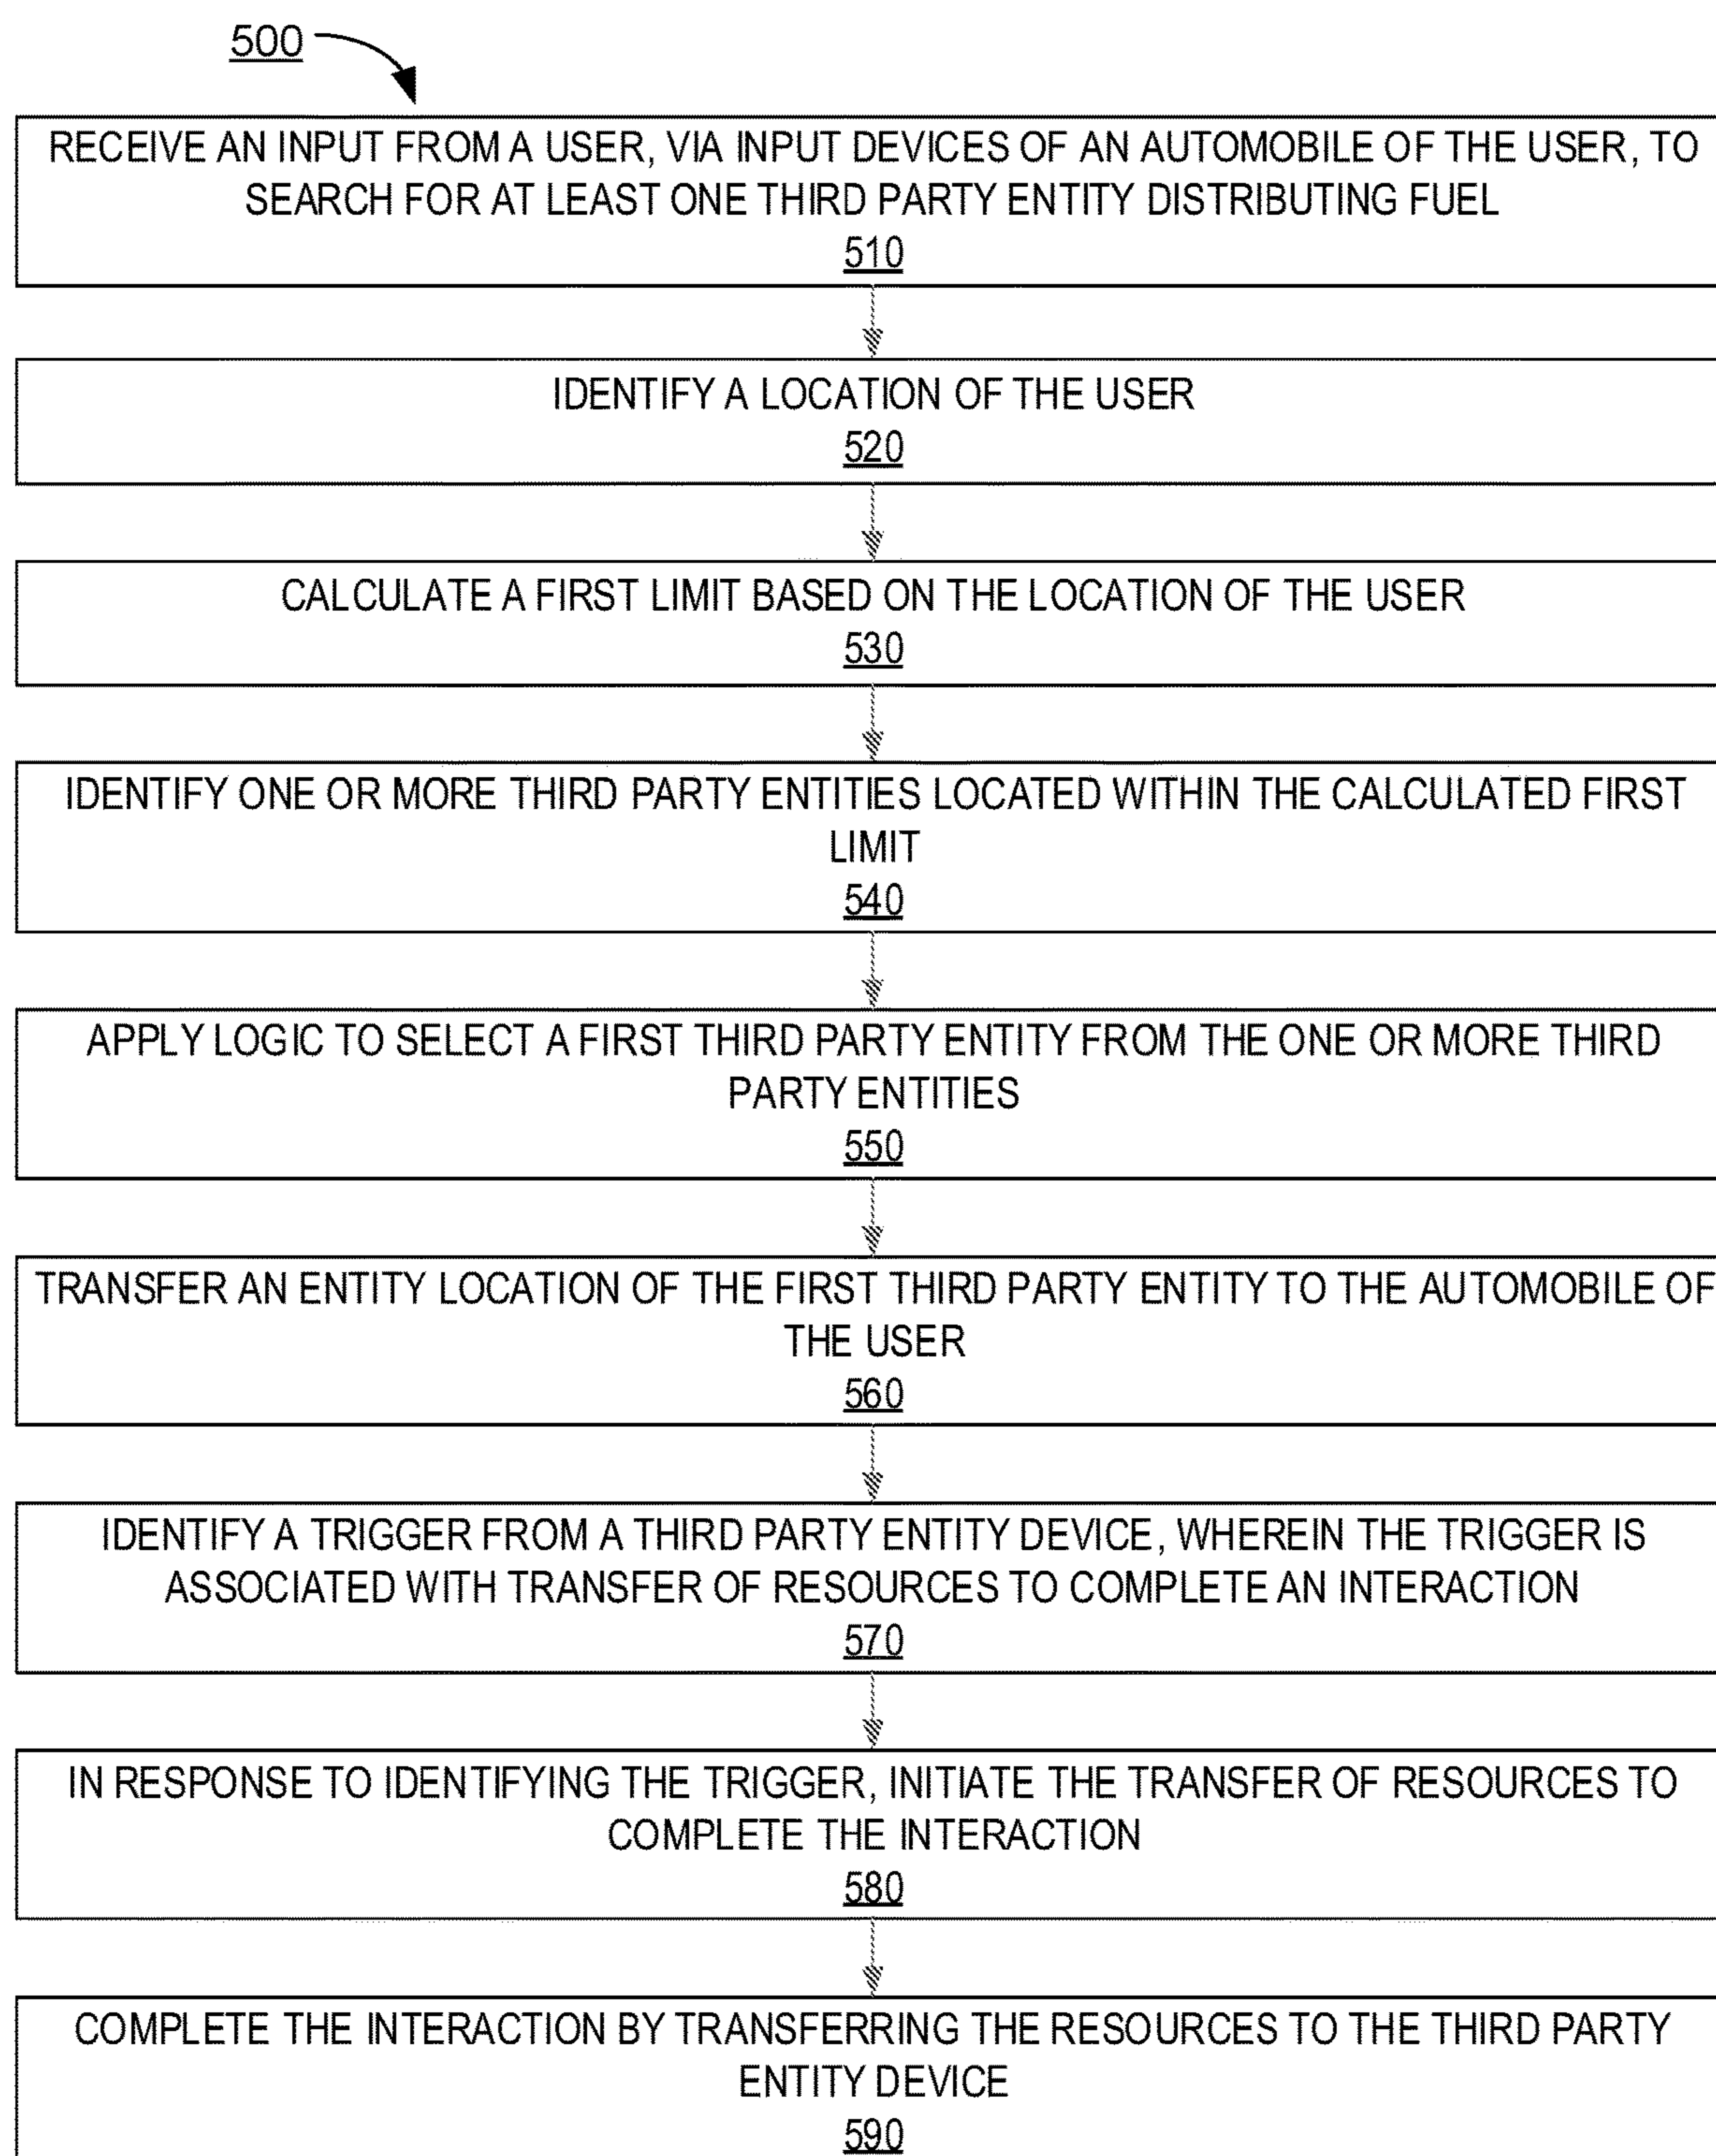 500
RECEIVE AN INPUT FROM A USER, VIA INPUT DEVICES OF AN AUTOMOBILE OF THE USER, TO
SEARCH FOR AT LEAST ONE THIRD PARTY ENTITY DISTRIBUTING FUEL
510
IDENTIFY A LOCATION OF THE USER
520
CALCULATE A FIRST LIMIT BASED ON THE LOCATION OF THE USER
530
IDENTIFY ONE OR MORE THIRD PARTY ENTITIES LOCATED WITHIN THE CALCULATED FIRST
LIMIT
540
APPLY LOGIC TO SELECT A FIRST THIRD PARTY ENTITY FROM THE ONE OR MORE THIRD
PARTY ENTITIES
550
TRANSFER AN ENTITY LOCATION OF THE FIRST THIRD PARTY ENTITY TO THE AUTOMOBILE OF
THE USER
560
IDENTIFY A TRIGGER FROM A THIRD PARTY ENTITY DEVICE, WHEREIN THE TRIGGER IS
ASSOCIATED WITH TRANSFER OF RESOURCES TO COMPLETE AN INTERACTION
570
IN RESPONSE TO IDENTIFYING THE TRIGGER, INITIATE THE TRANSFER OF RESOURCES TO
COMPLETE THE INTERACTION
580
COMPLETE THE INTERACTION BY TRANSFERRING THE RESOURCES TO THE THIRD PARTY
ENTITY DEVICE
590